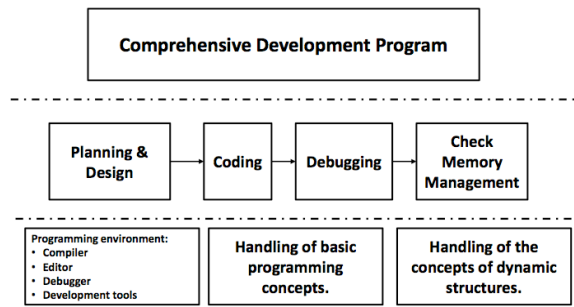 Comprehensive Development Program
Planning &
Design
Coding
Debugging
Check
Memory
Management
Programming environment:
• Compiler
• Editor
• Debugger
• Development tools
Handling of basic
programming
concepts.
Handling of the
concepts of dynamic
structures.